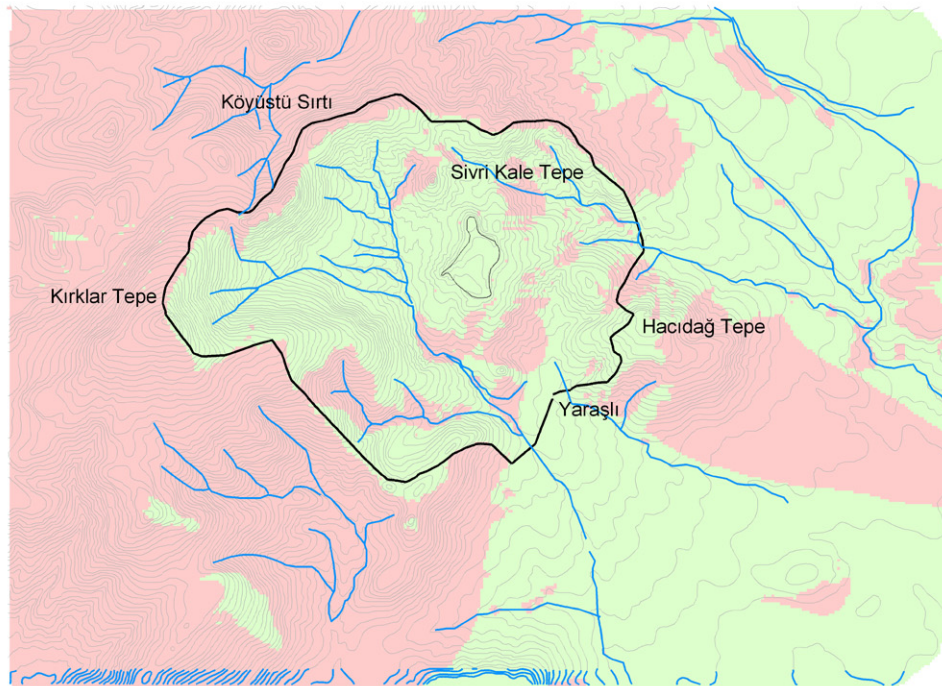 Köyüstü Sırtı
Sivri Kale Tepe
Kırklar Tepe
Hacıdağ Tepe
Yaraşlı